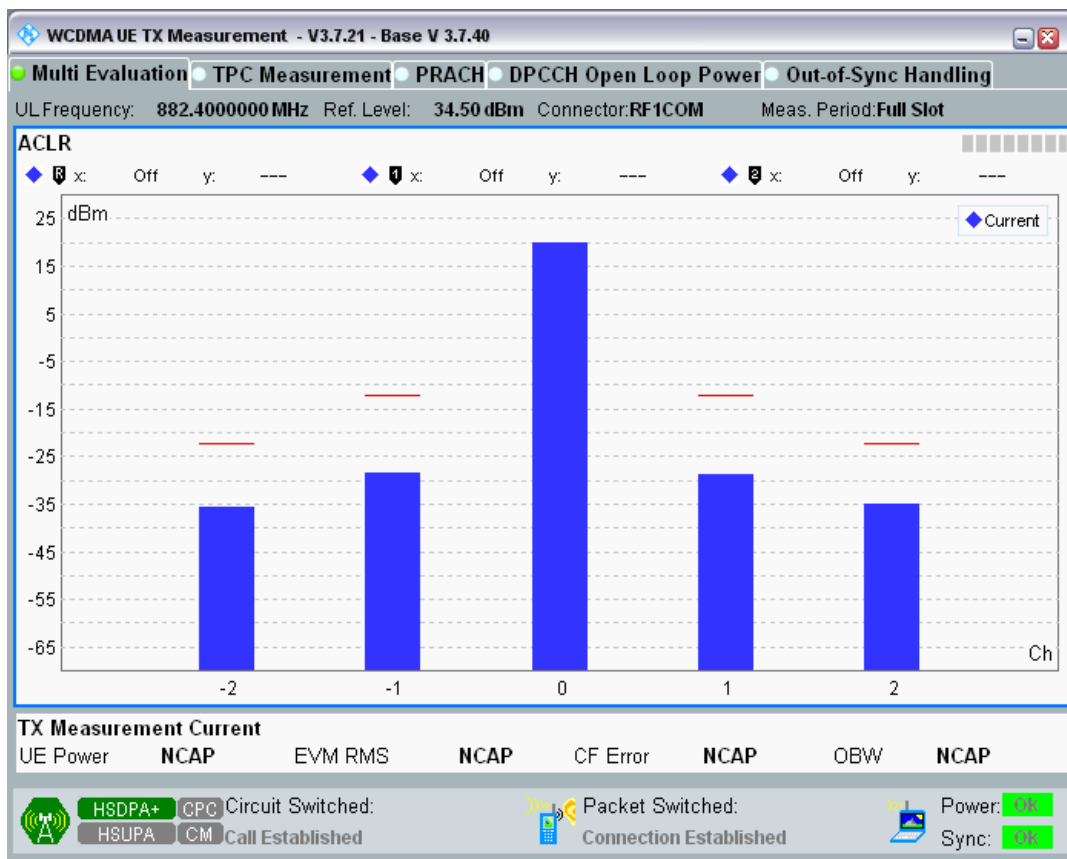 WCDMA UE TX Measurement - V3.7.21 - Base V 3.7.40
Multi Evaluation TPC Measurement PRACH DPCCH Open Loop Power Out-of-Sync Handling
UL Frequency: 882.4000000 MHz Ref. Level: 34.50 dBm Connector:RF1COM Meas. Period:Full Slot
ACLR
R x: Off y: --- 1 x: Off y: --- 2 x: Off y: ---
dBm
Current
25
15
5
-5
-15
-25
-35
-45
-55
-65
Ch
-2 -1 0 1 2
TX Measurement Current
UE Power NCAP EVM RMS NCAP CF Error NCAP OBW NCAP
HSDPA+ CPC Circuit Switched: Packet Switched: Power: OK
HSUPA CM Call Established Connection Established Sync: OK